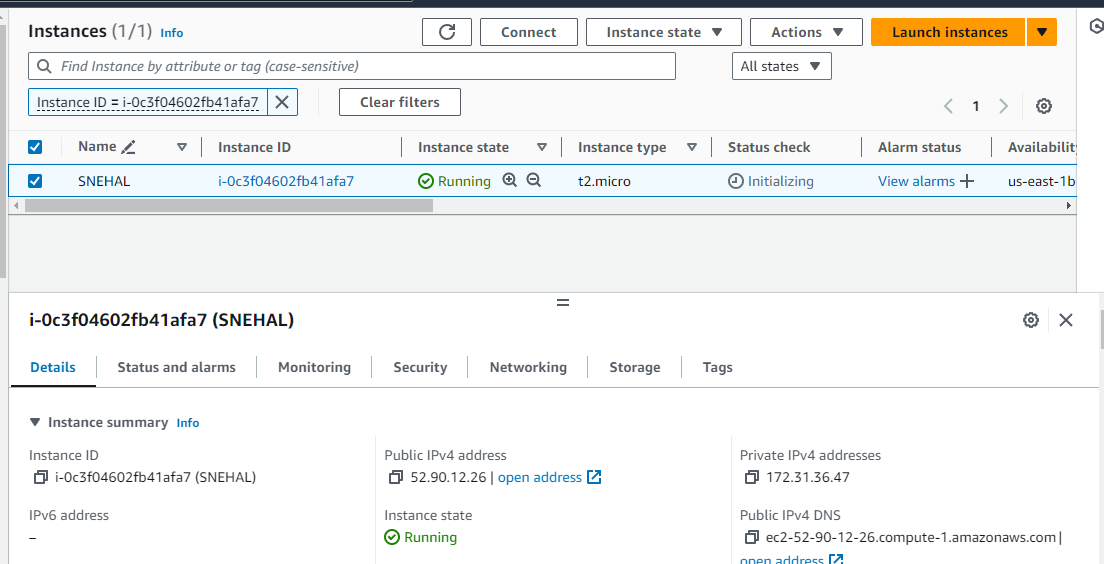 Instances (1/1) Info
Connect
Instance state
Actions
Launch instances
Find Instance by attribute or tag (case-sensitive)
All states
Instance ID = i-0c3f04602fb41afa7
Clear filters
1
Name Instance ID Instance state Instance type Status check Alarm status Availability
SNEHAL i-0c3f04602fb41afa7 Running t2.micro Initializing View alarms us-east-1b
i-0c3f04602fb41afa7 (SNEHAL)
Details Status and alarms Monitoring Security Networking Storage Tags
Instance summary Info
Instance ID
i-0c3f04602fb41afa7 (SNEHAL)
Public IPv4 address
52.90.12.26 | open address
Private IPv4 addresses
172.31.36.47
IPv6 address
–
Instance state
Running
Public IPv4 DNS
ec2-52-90-12-26.compute-1.amazonaws.com |
open address